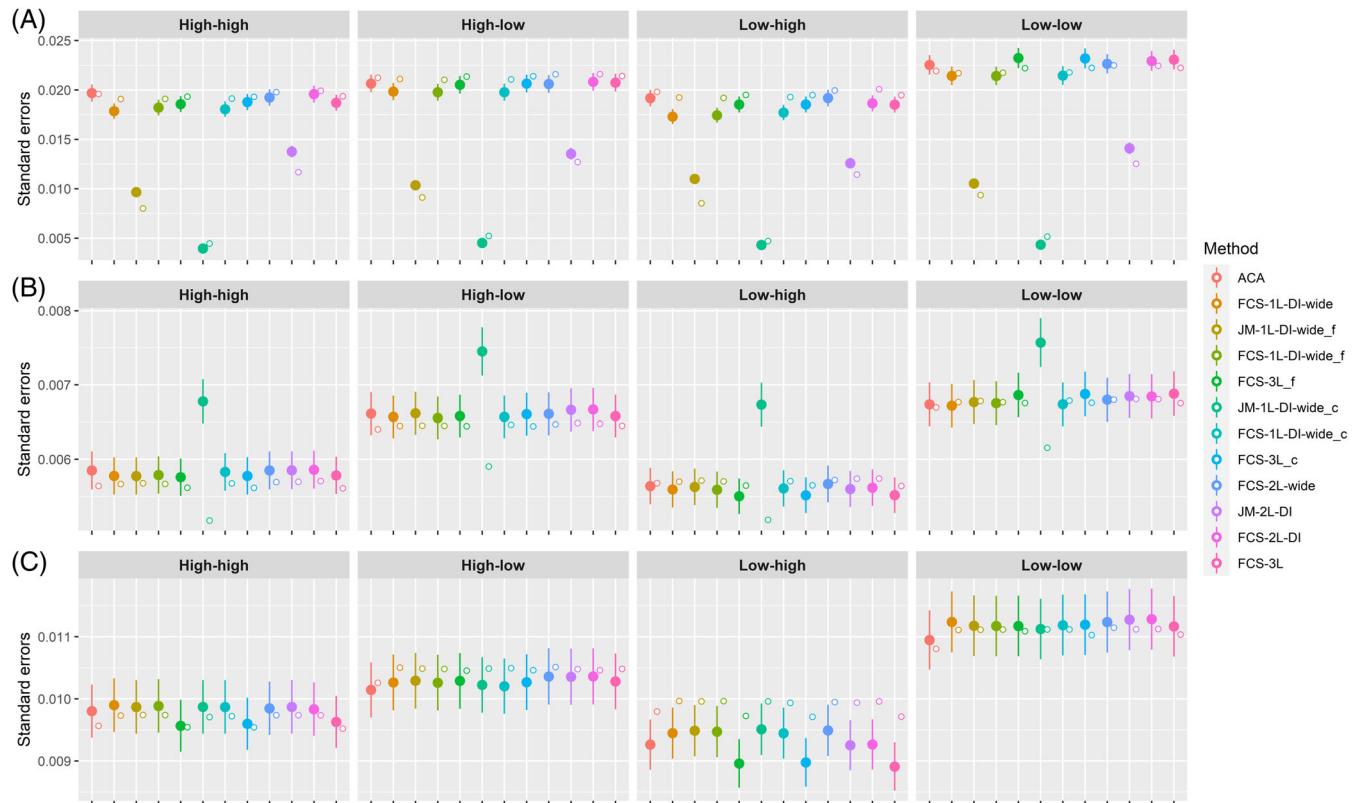 (A)
High-high High-low Low-high Low-low
0.025
0.020
0.015
0.010
0.005
Standard errors
(B)
High-high High-low Low-high Low-low
0.008
0.007
0.006
Standard errors
(C)
High-high High-low Low-high Low-low
0.011
0.010
0.009
Standard errors
Method
ACA
FCS-1L-DI-wide
JM-1L-DI-wide_f
FCS-1L-DI-wide_f
FCS-3L_f
JM-1L-DI-wide_c
FCS-1L-DI-wide_c
FCS-3L_c
FCS-2L-wide
JM-2L-DI
FCS-2L-DI
FCS-3L